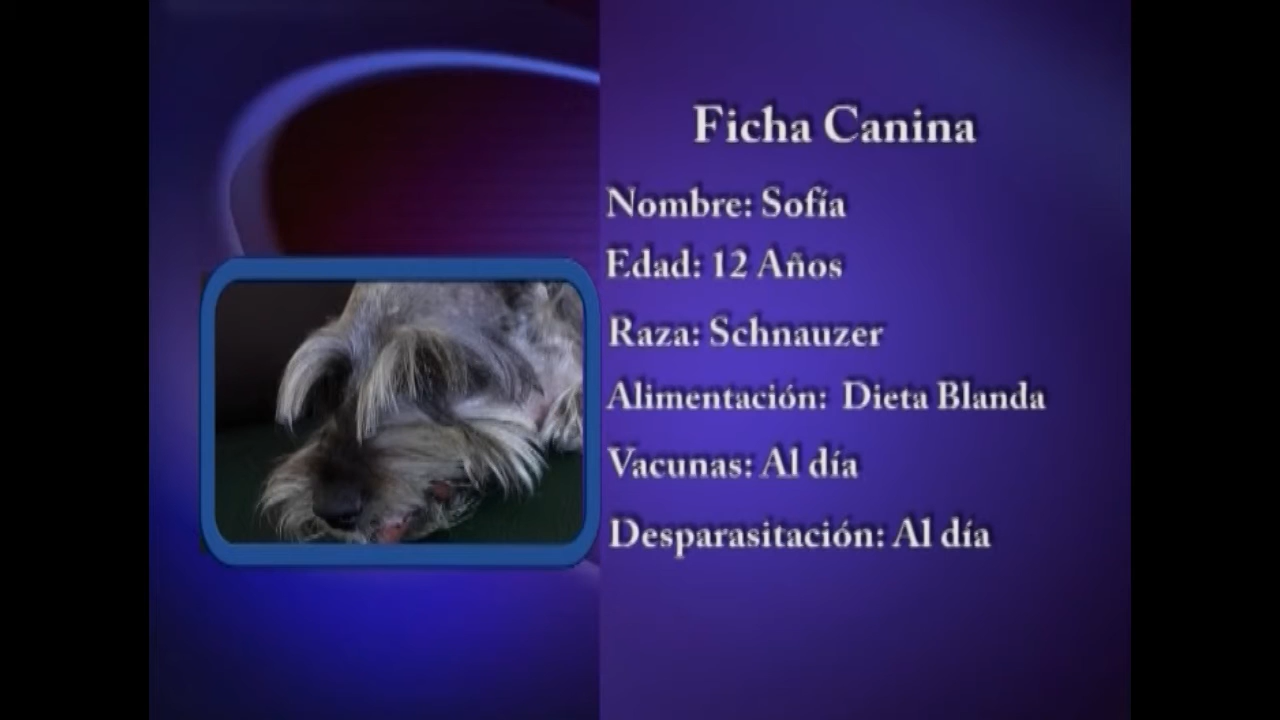 Ficha Canina
Nombre: Sofía
Edad: 12 Años
Raza: Schnauzer
Alimentación: Dieta Blanda
Vacunas: Al día
Desparasitación: Al día